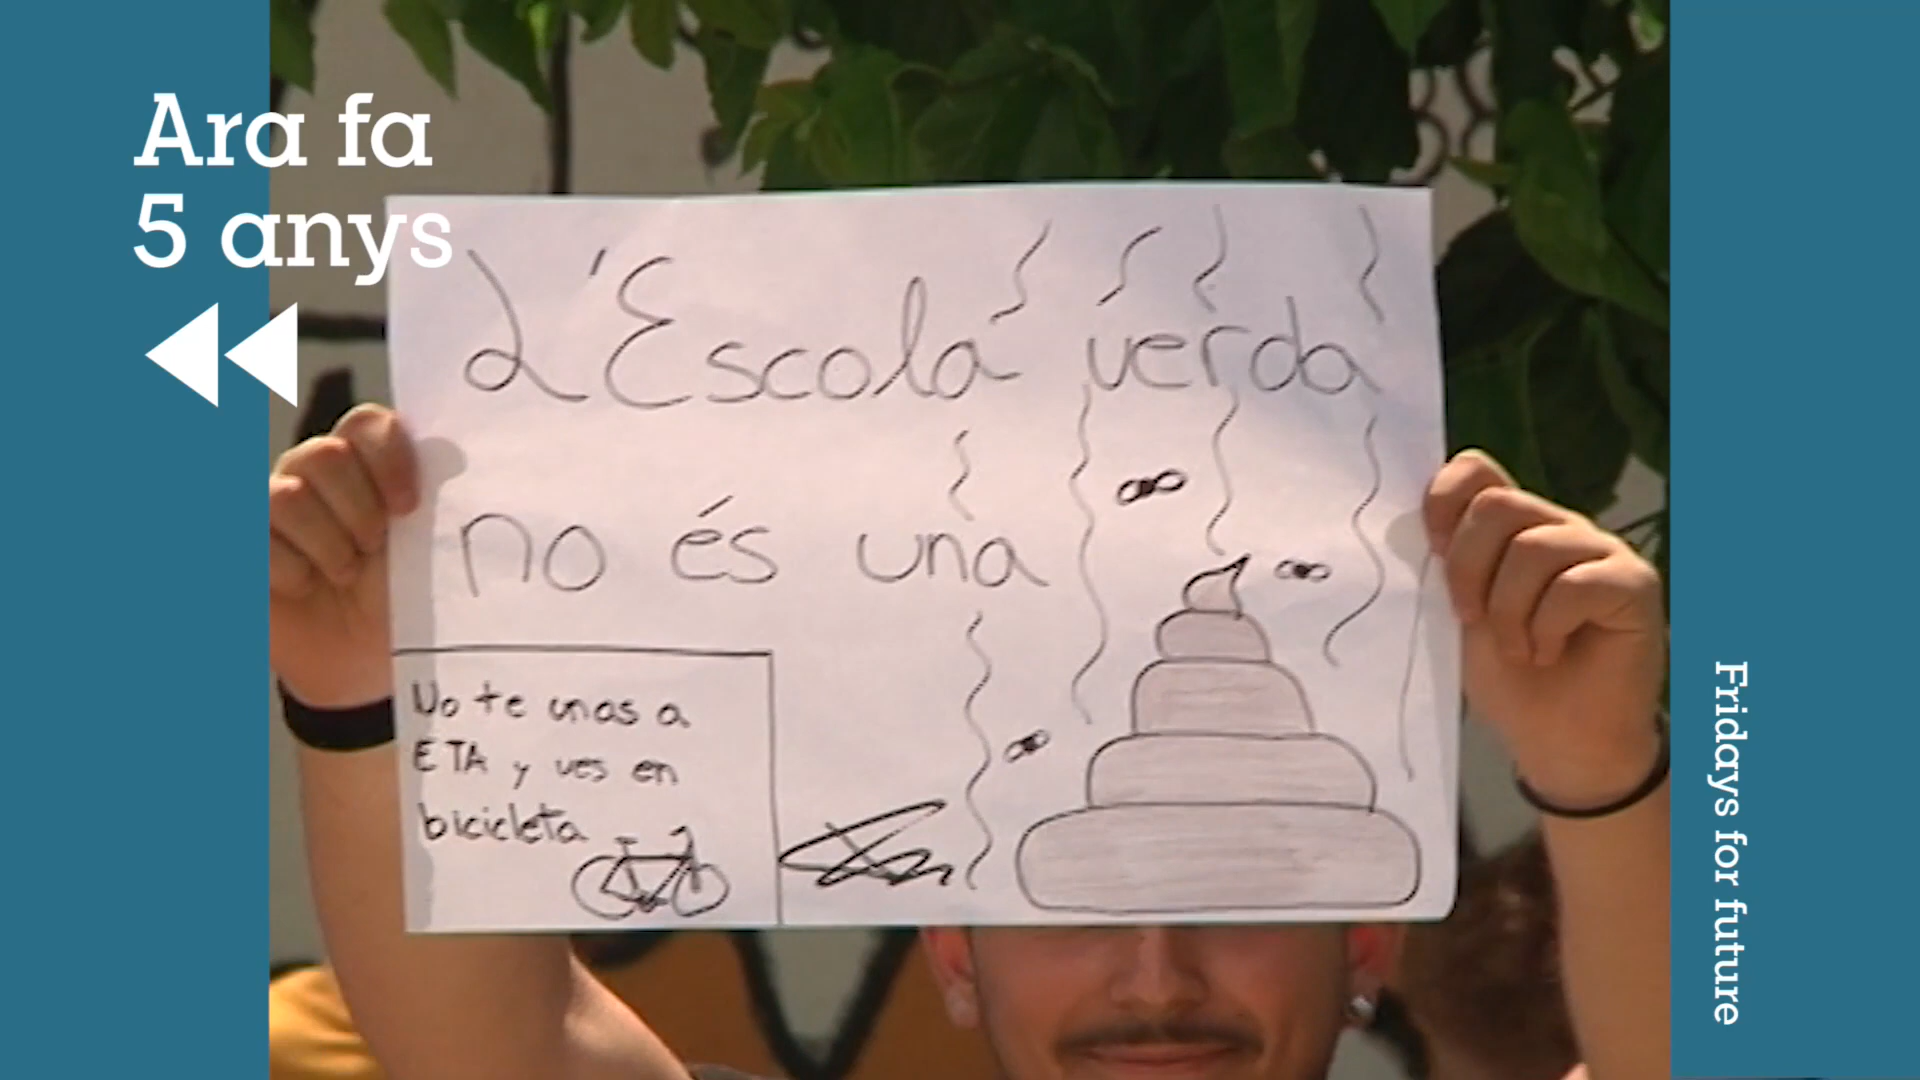 Ara fa
5 anys
L'Escola verda
no és una
No te unas a
ETA y ves en
bicicleta
Fridays for future